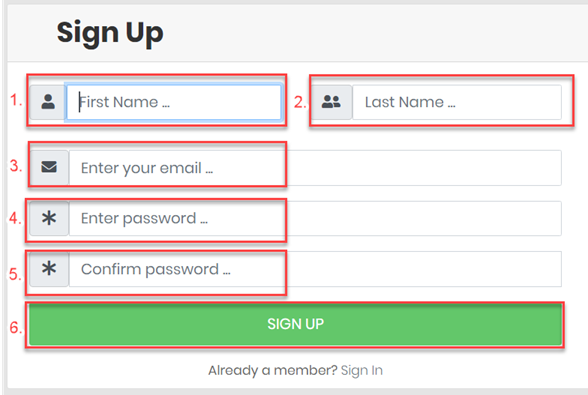 Sign Up
1. First Name ... 2. Last Name ...
3. Enter your email ...
4. Enter password ...
5. Confirm password ...
6. SIGN UP
Already a member? Sign In